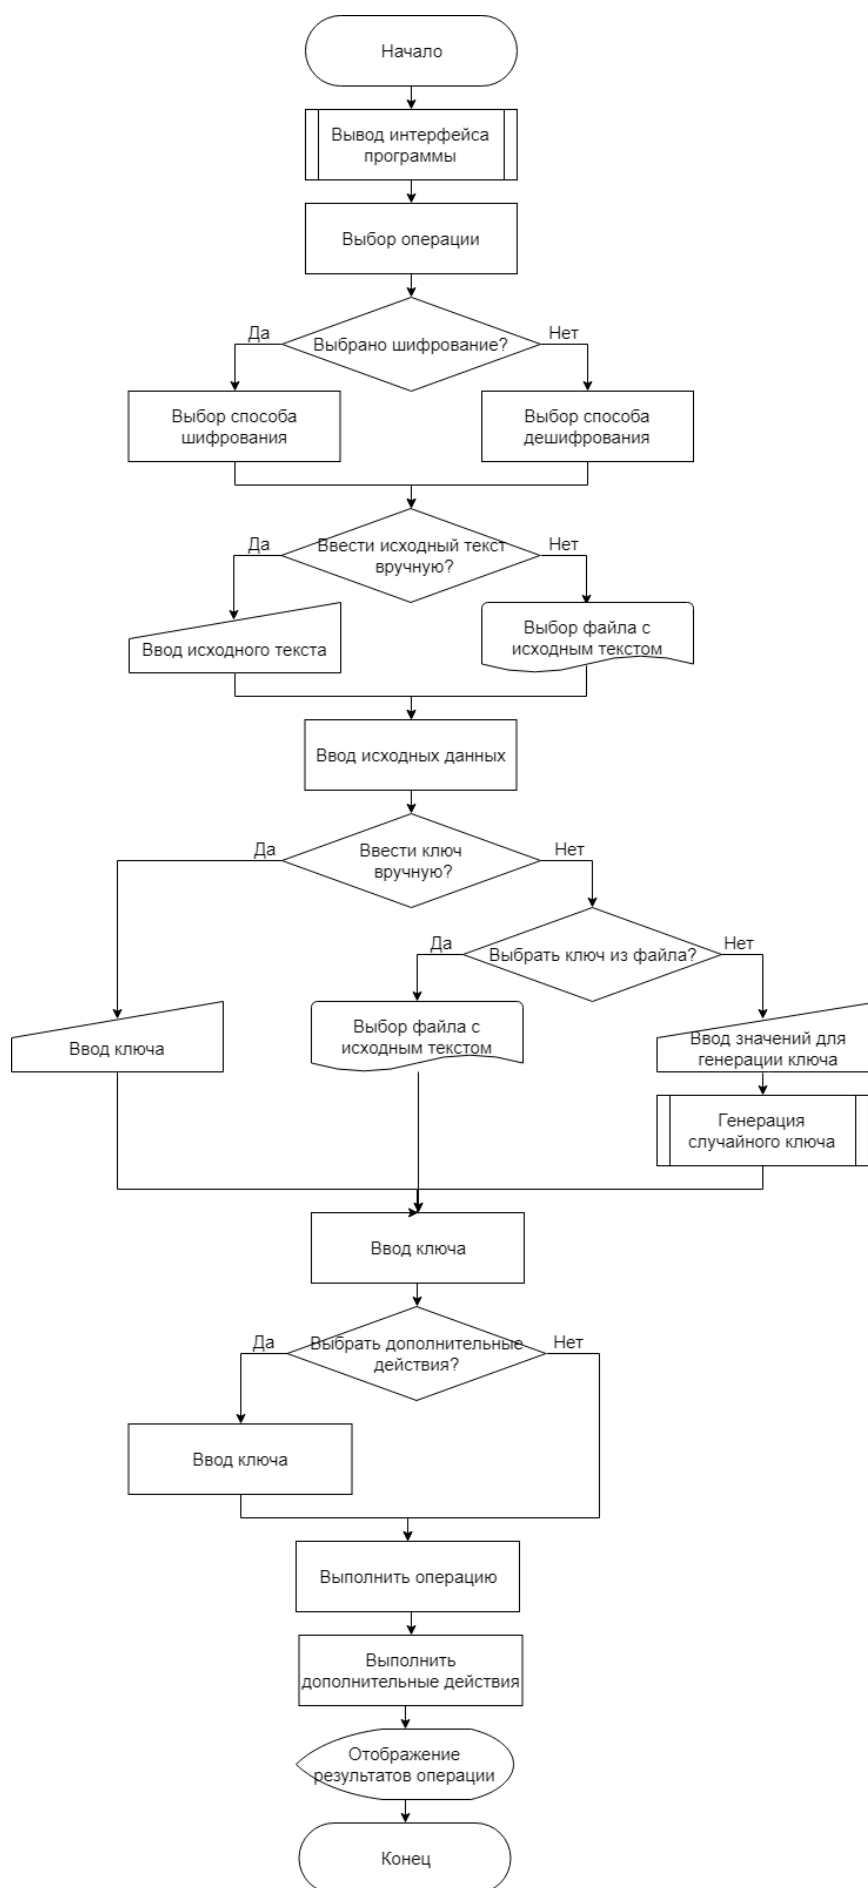 Начало
Вывод интерфейса
программы
Выбор операции
Да
Нет
Выбрано шифрование?
Выбор способа
шифрования
Выбор способа
дешифрования
Да
Нет
Ввести исходный текст
вручную?
Ввод исходного текста
Выбор файла с
исходным текстом
Ввод исходных данных
Да
Нет
Ввести ключ
вручную?
Да
Нет
Выбрать ключ из файла?
Ввод ключа
Выбор файла с
исходным текстом
Ввод значений для
генерации ключа
Генерация
случайного ключа
Ввод ключа
Да
Нет
Выбрать дополнительные
действия?
Ввод ключа
Выполнить операцию
Выполнить
дополнительные действия
Отображение
результатов операции
Конец